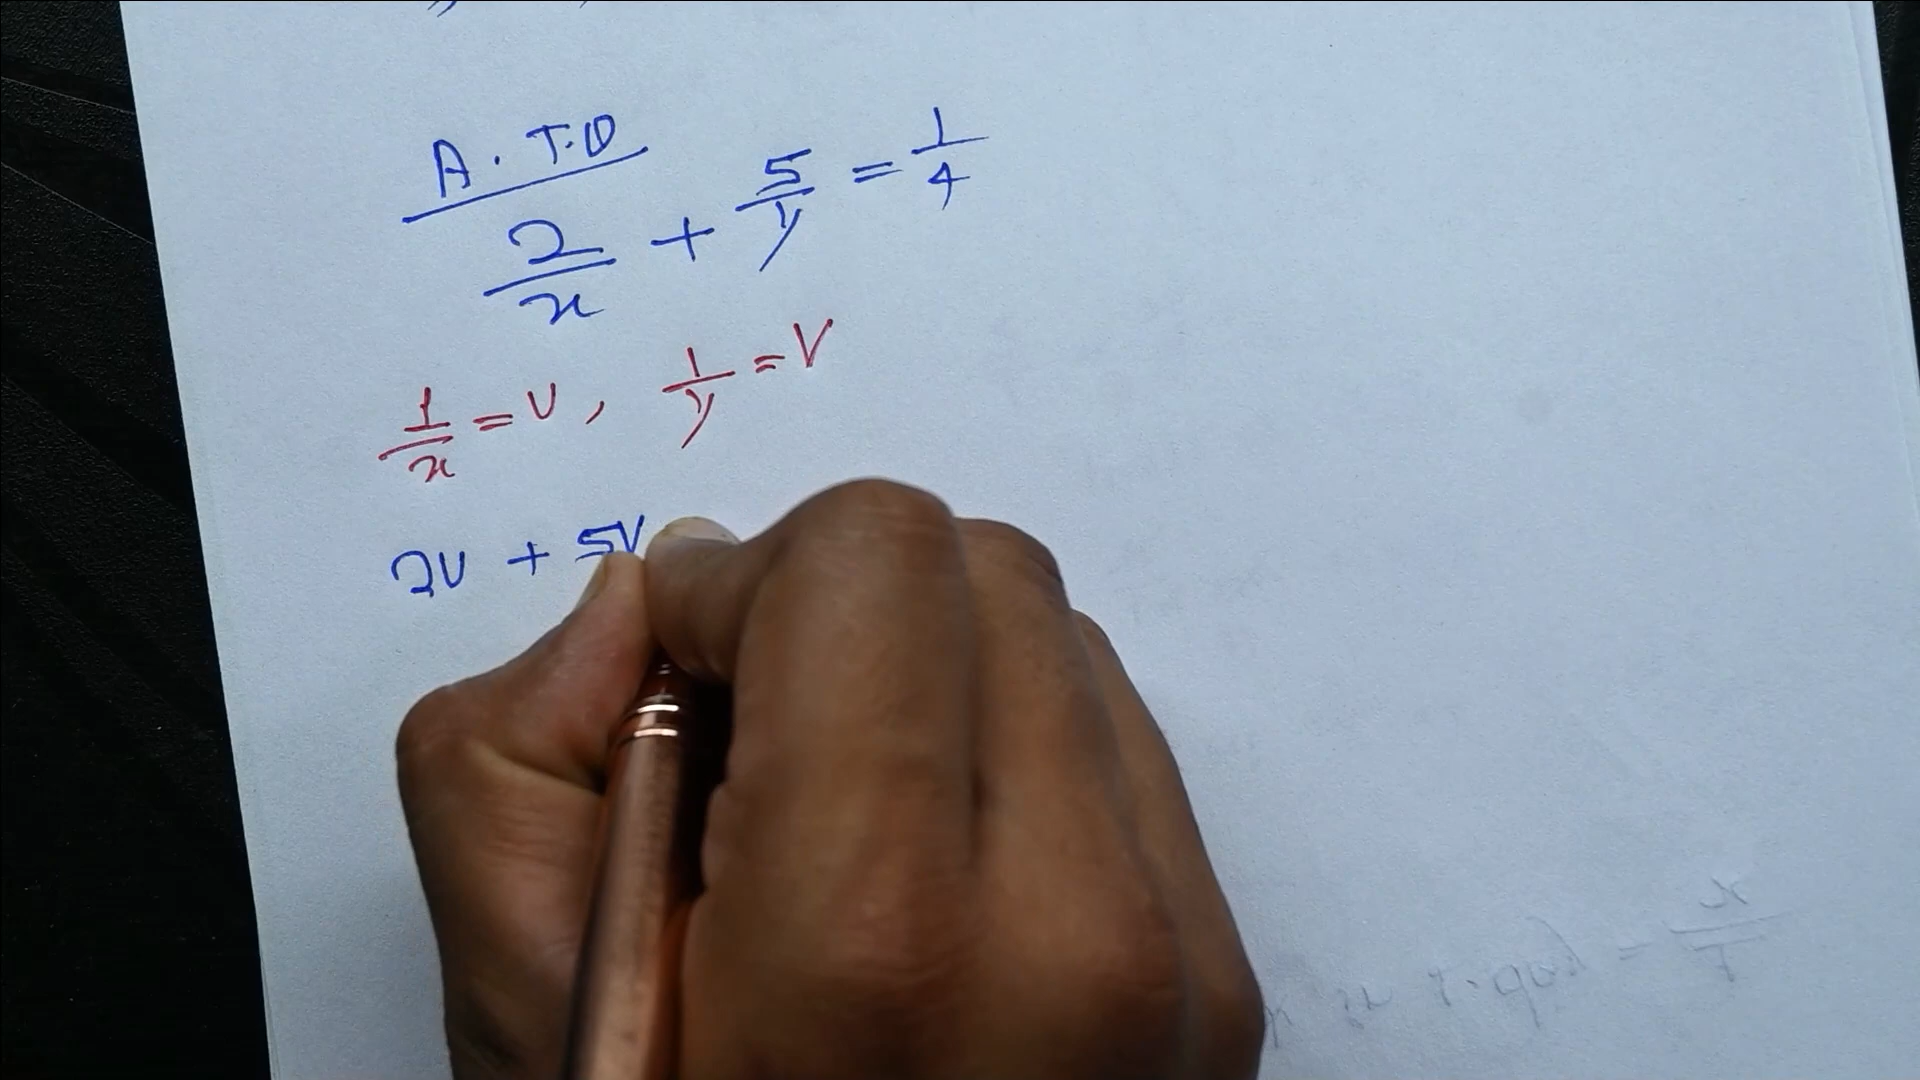 A.T.Q
2/x + 5/y = 1/4
1/x = U, 1/y = V
2U + 5V